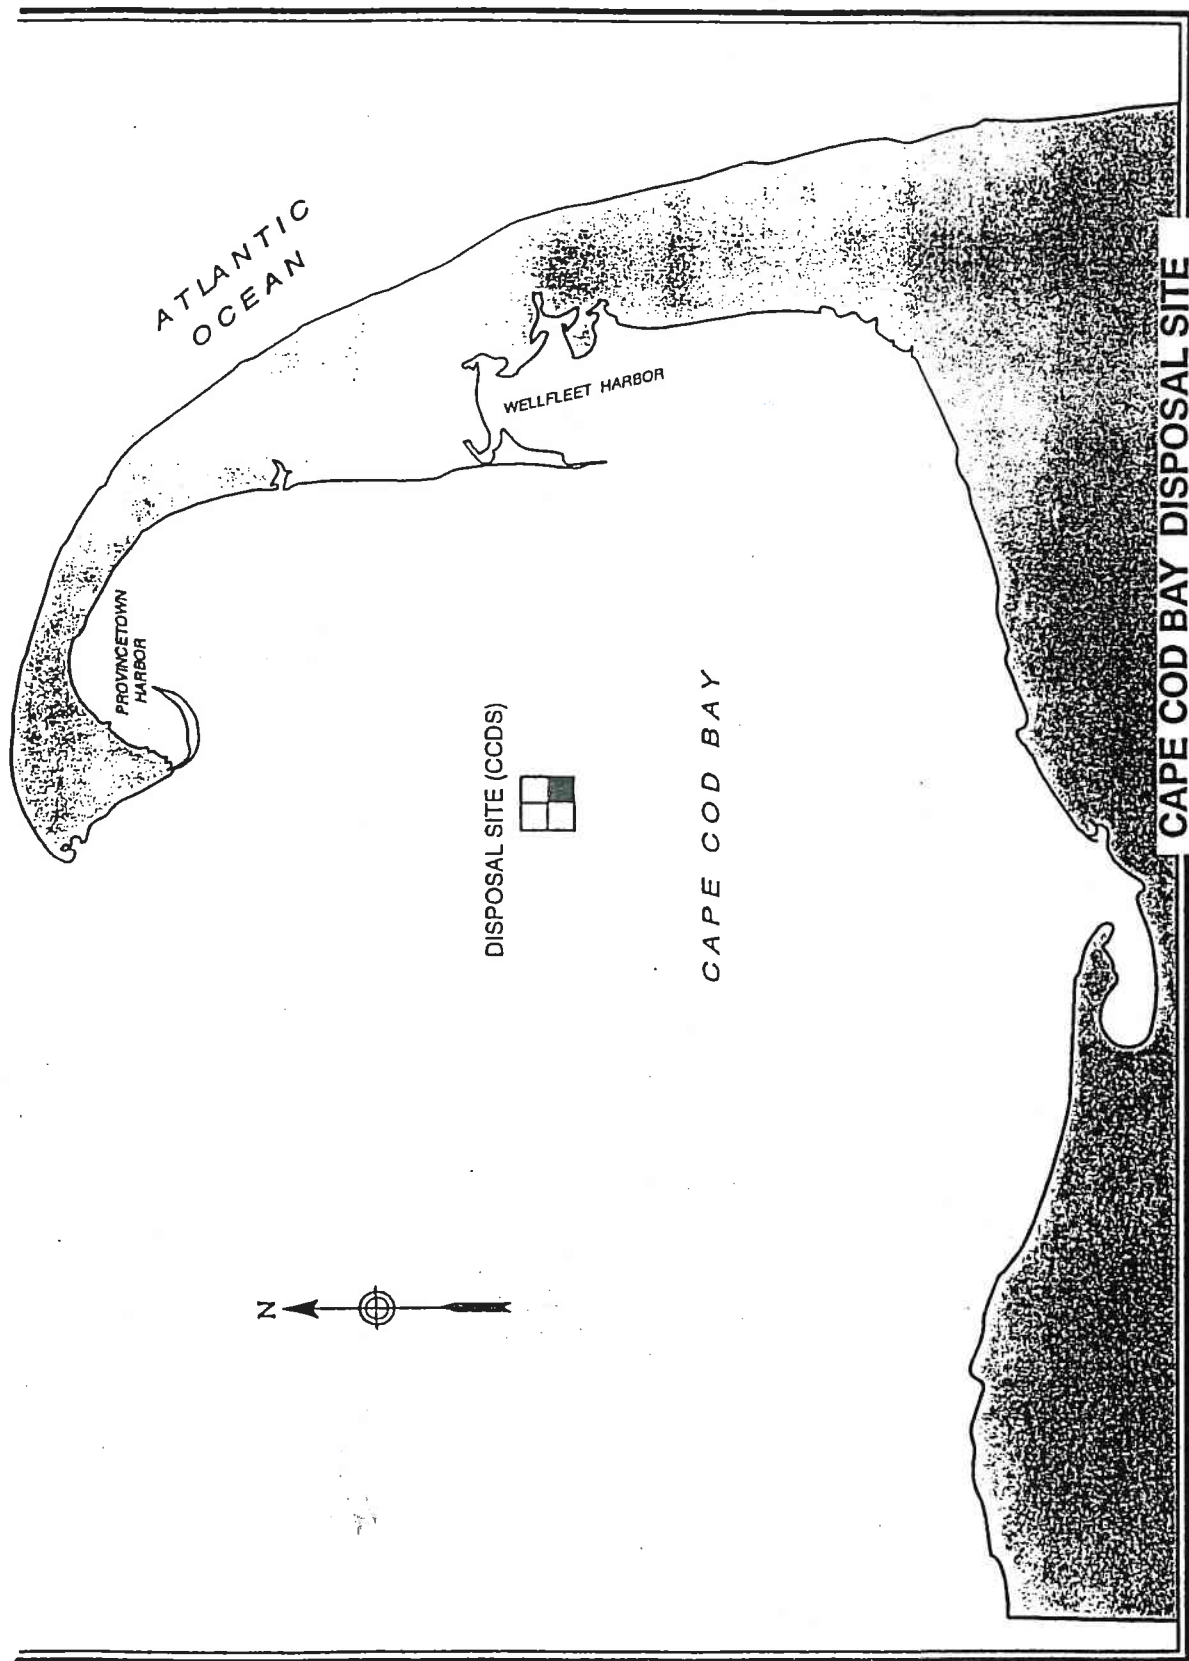 ATLANTIC
OCEAN
PROVINCETOWN
HARBOR
WELLFLEET HARBOR
DISPOSAL SITE (CCDS)
CAPE COD BAY
N
CAPE COD BAY DISPOSAL SITE